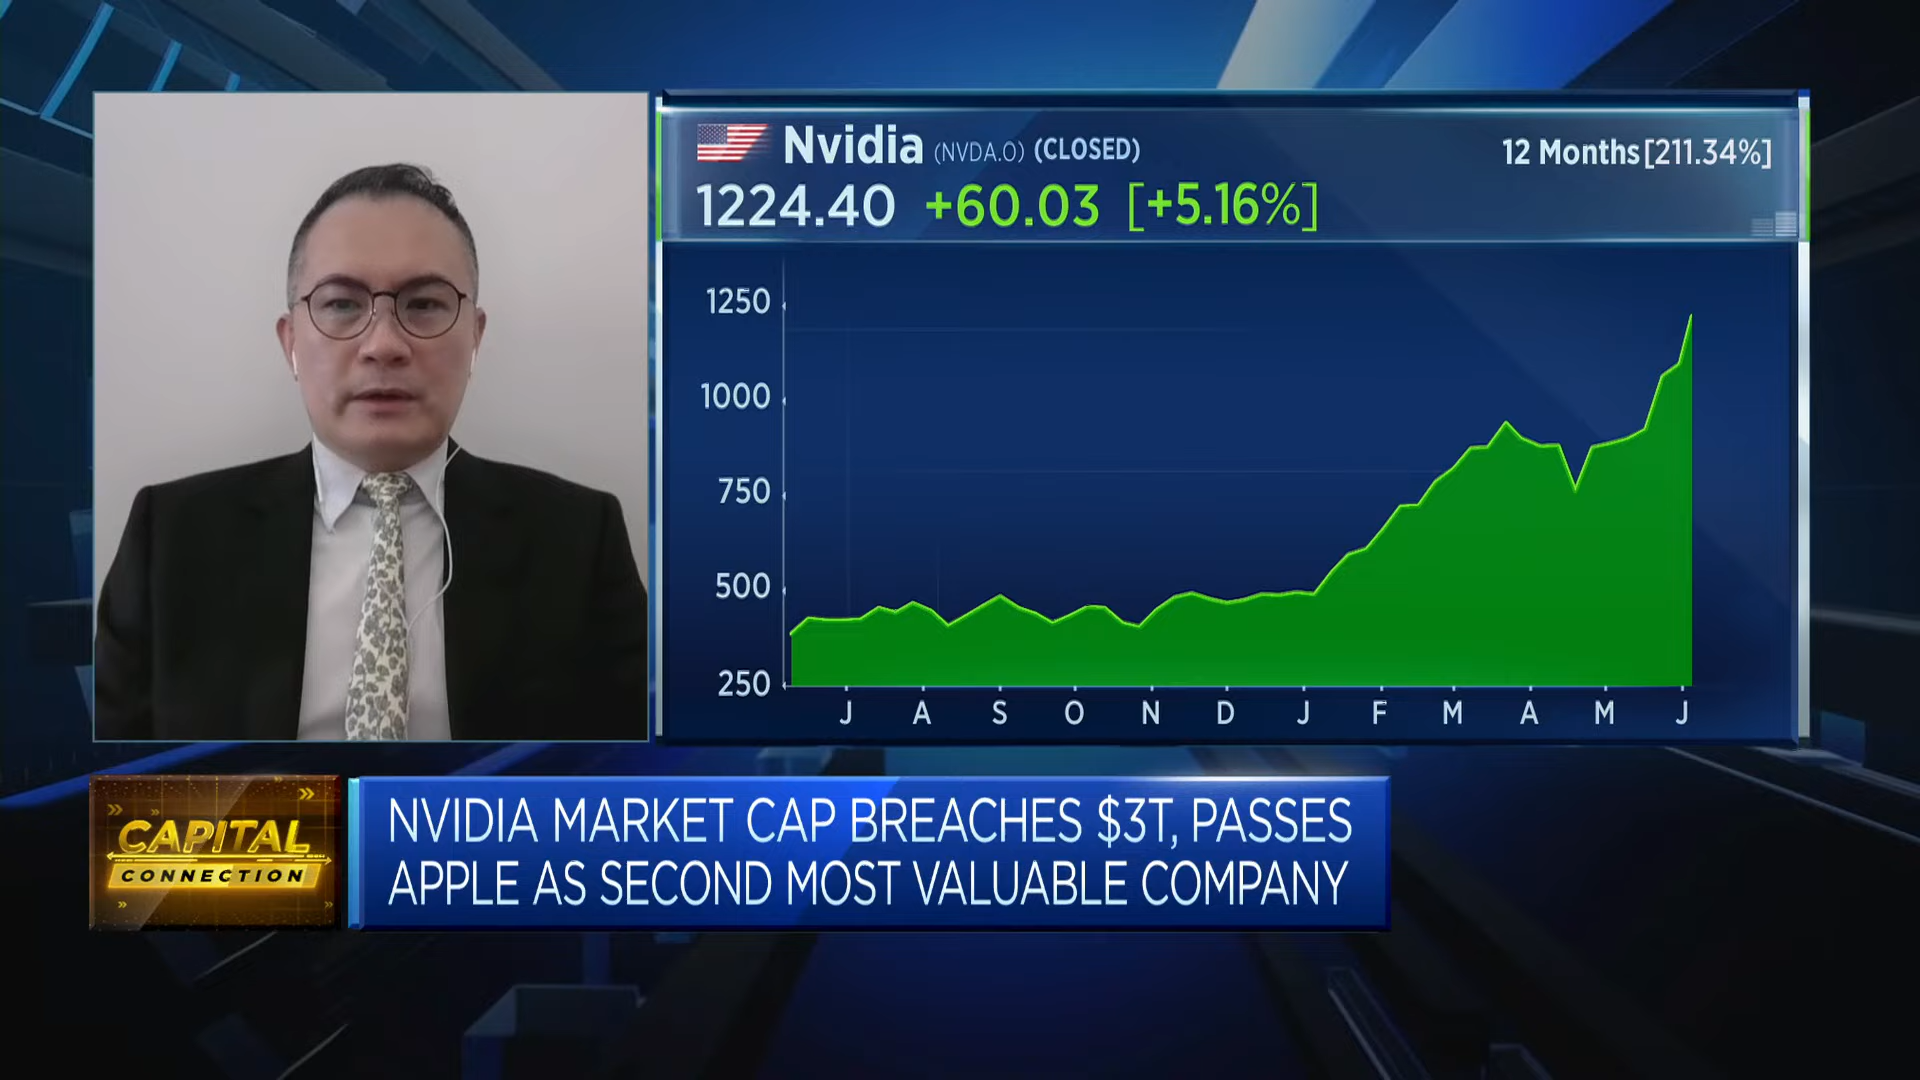 Nvidia (NVDA.O) (CLOSED)
12 Months[211.34%]
1224.40 +60.03 [+5.16%]
1250
1000
750
500
250
J A S O N D J F M A M J
CAPITAL
CONNECTION
NVIDIA MARKET CAP BREACHES $3T, PASSES
APPLE AS SECOND MOST VALUABLE COMPANY